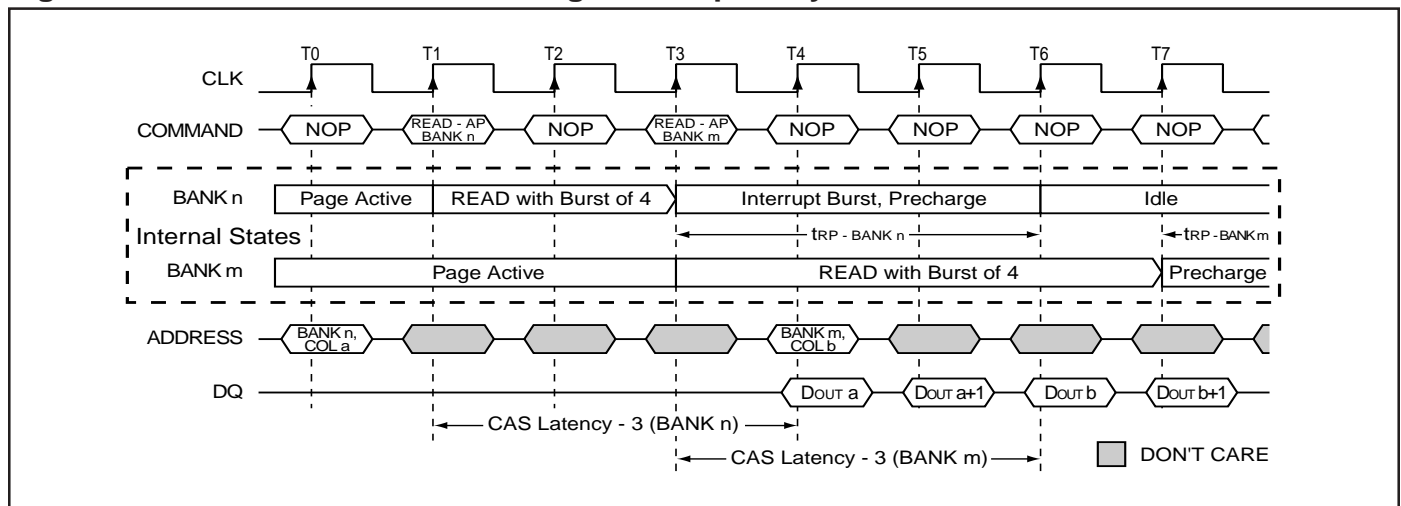 T0 T1 T2 T3 T4 T5 T6 T7
CLK
COMMAND NOP READ - AP BANK n NOP READ - AP BANK m NOP NOP NOP NOP
BANK n Page Active READ with Burst of 4 Interrupt Burst, Precharge Idle
Internal States tRP - BANK n tRP - BANK m
BANK m Page Active READ with Burst of 4 Precharge
ADDRESS BANK n, COL a BANK m, COL b
DQ DOUT a DOUT a+1 DOUT b DOUT b+1
CAS Latency - 3 (BANK n)
CAS Latency - 3 (BANK m) DON'T CARE